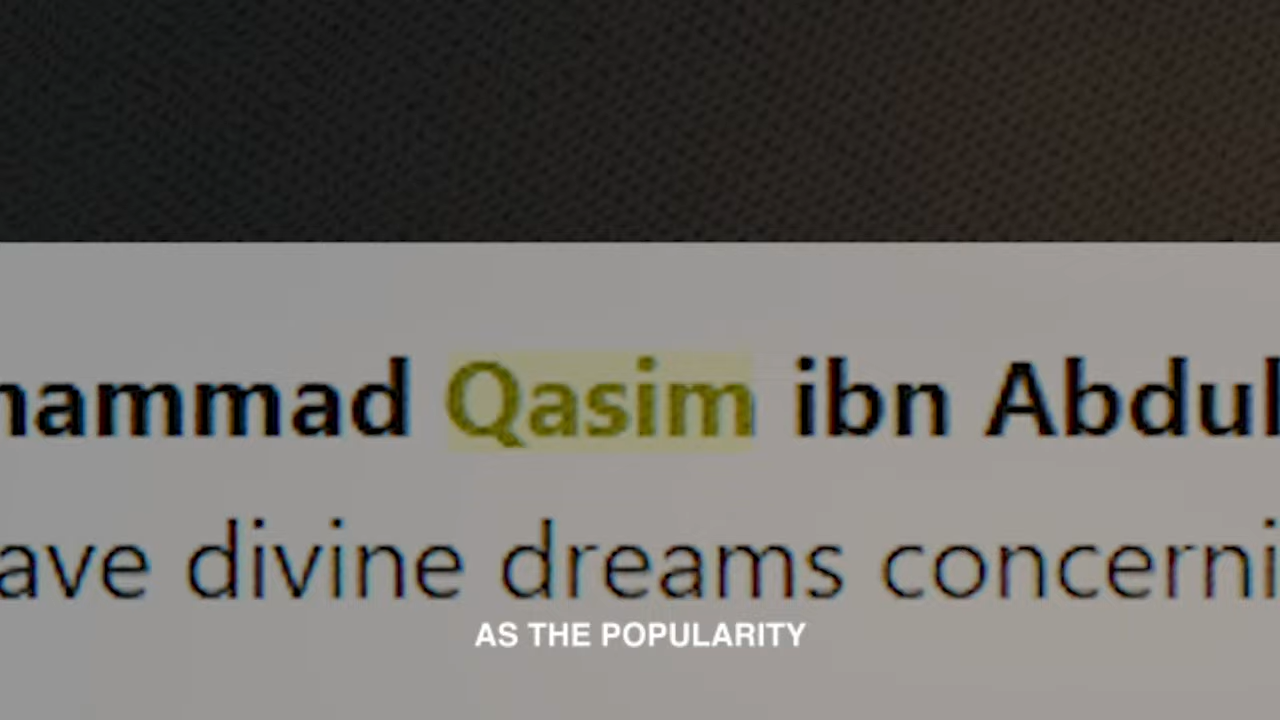 hammad Qasim ibn Abdul
ave divine dreams concerni
AS THE POPULARITY